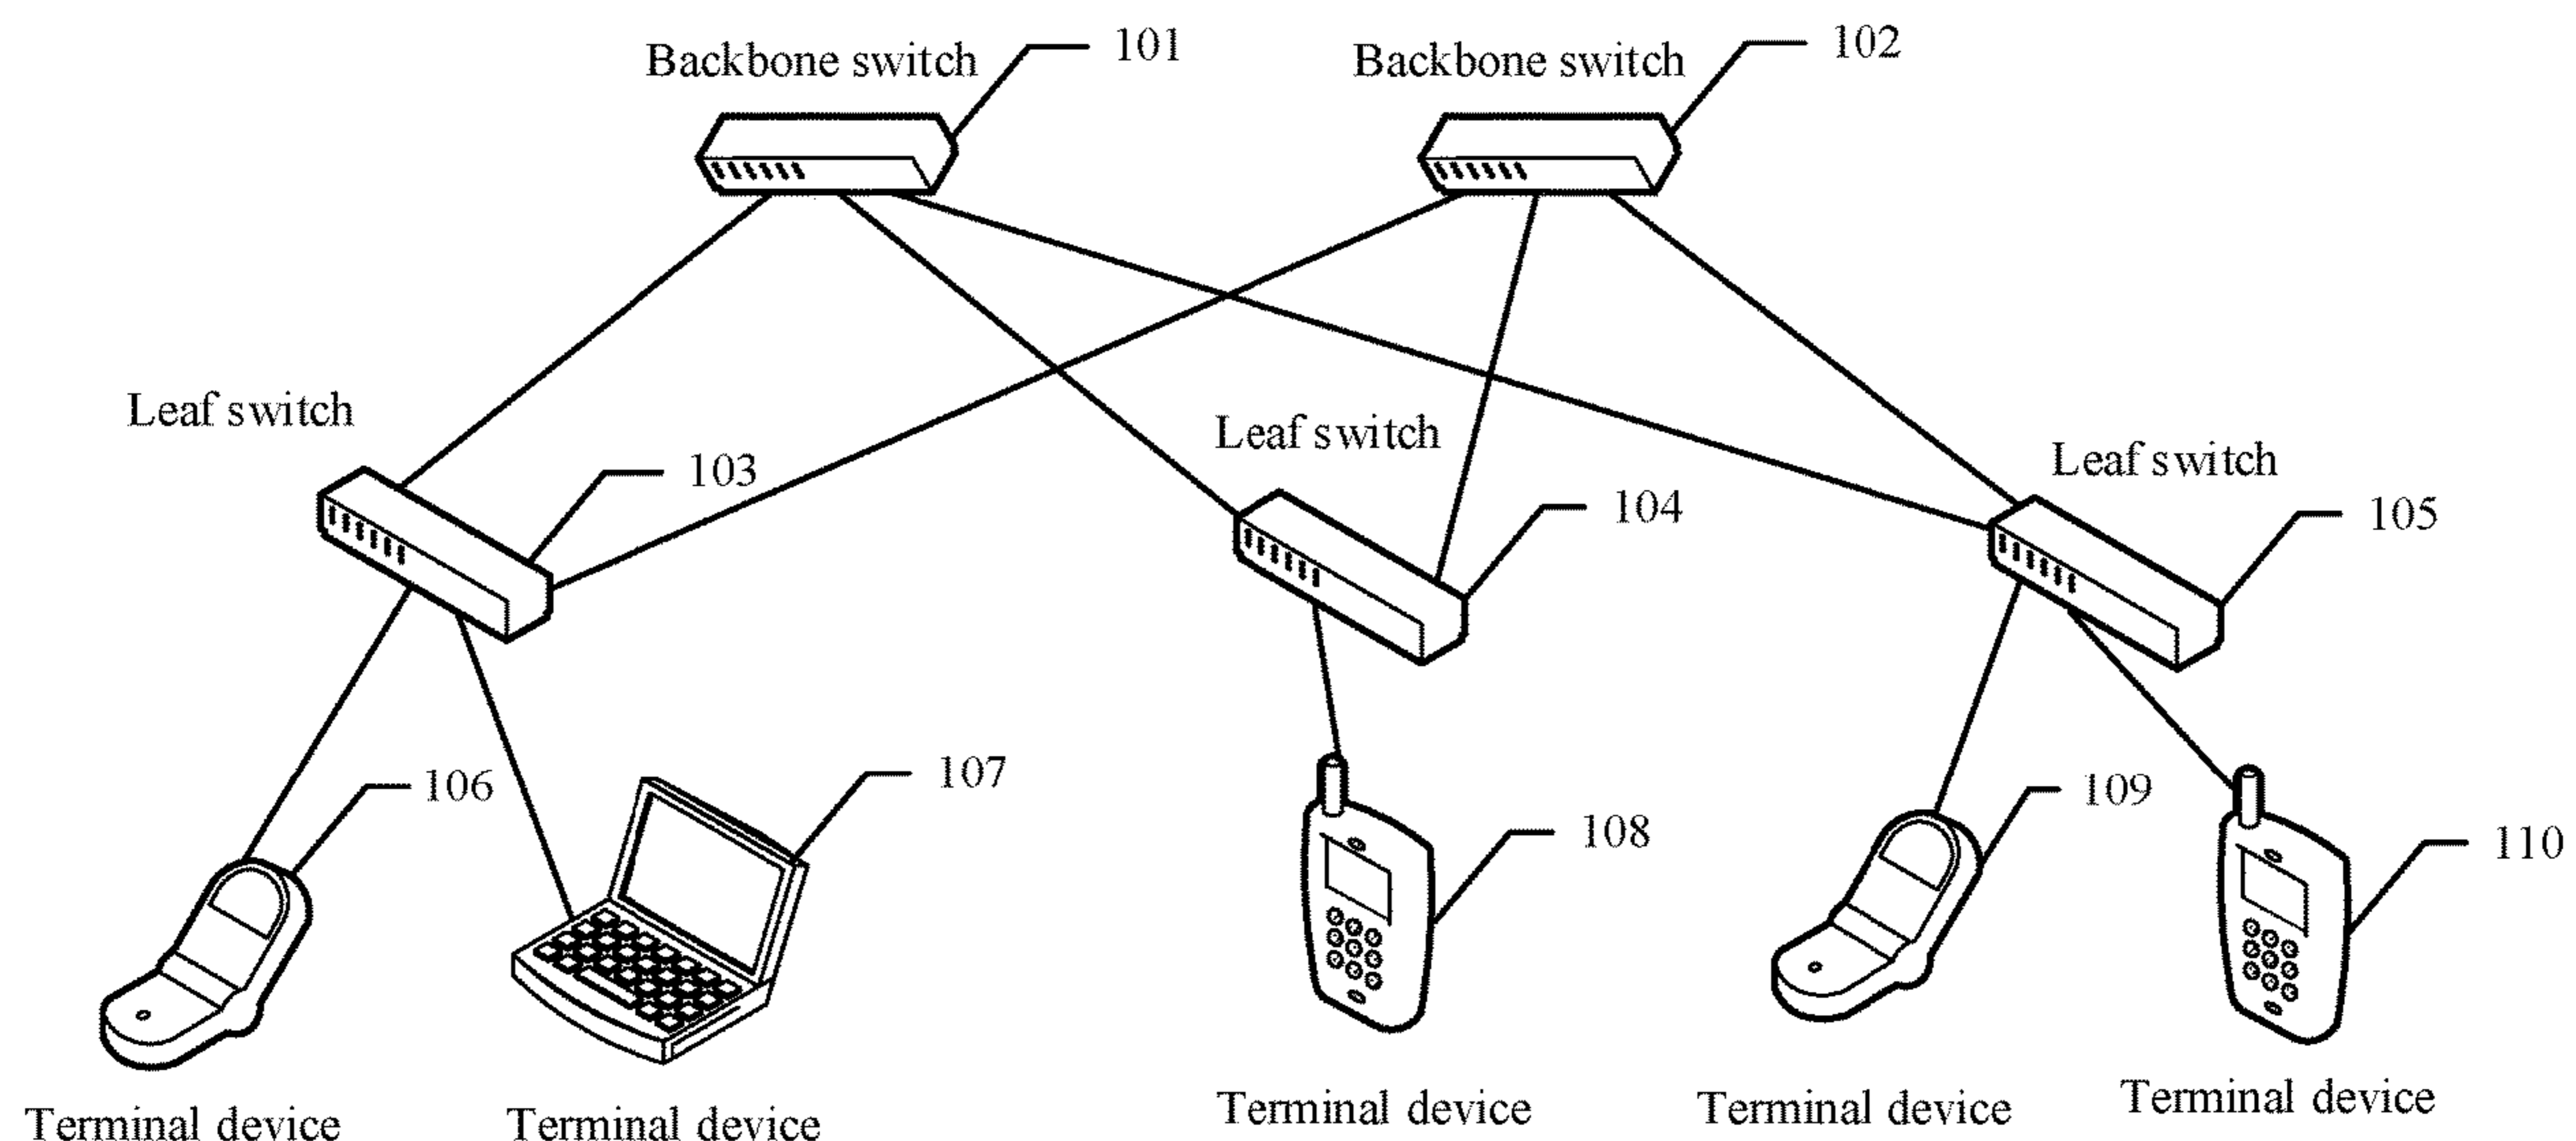 Backbone switch
101
Backbone switch
102
Leaf switch
103
Leaf switch
104
Leaf switch
105
106
107
108
109
110
Terminal device
Terminal device
Terminal device
Terminal device
Terminal device